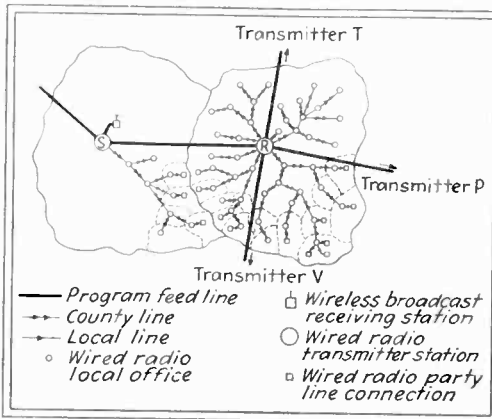 Transmitter T
S
R
Transmitter P
Transmitter V
Program feed line
County line
Local line
Wired radio
local office
Wireless broadcast
receiving station
Wired radio
transmitter station
Wired radio party
line connection